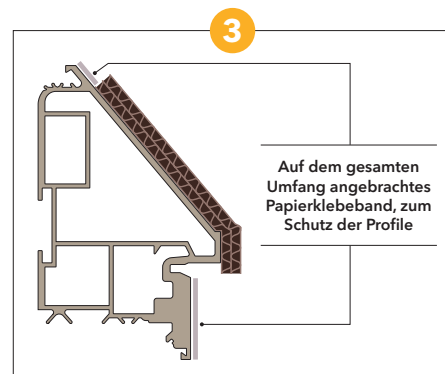 3
Auf dem gesamten
Umfang angebrachtes
Papierklebeband, zum
Schutz der Profile